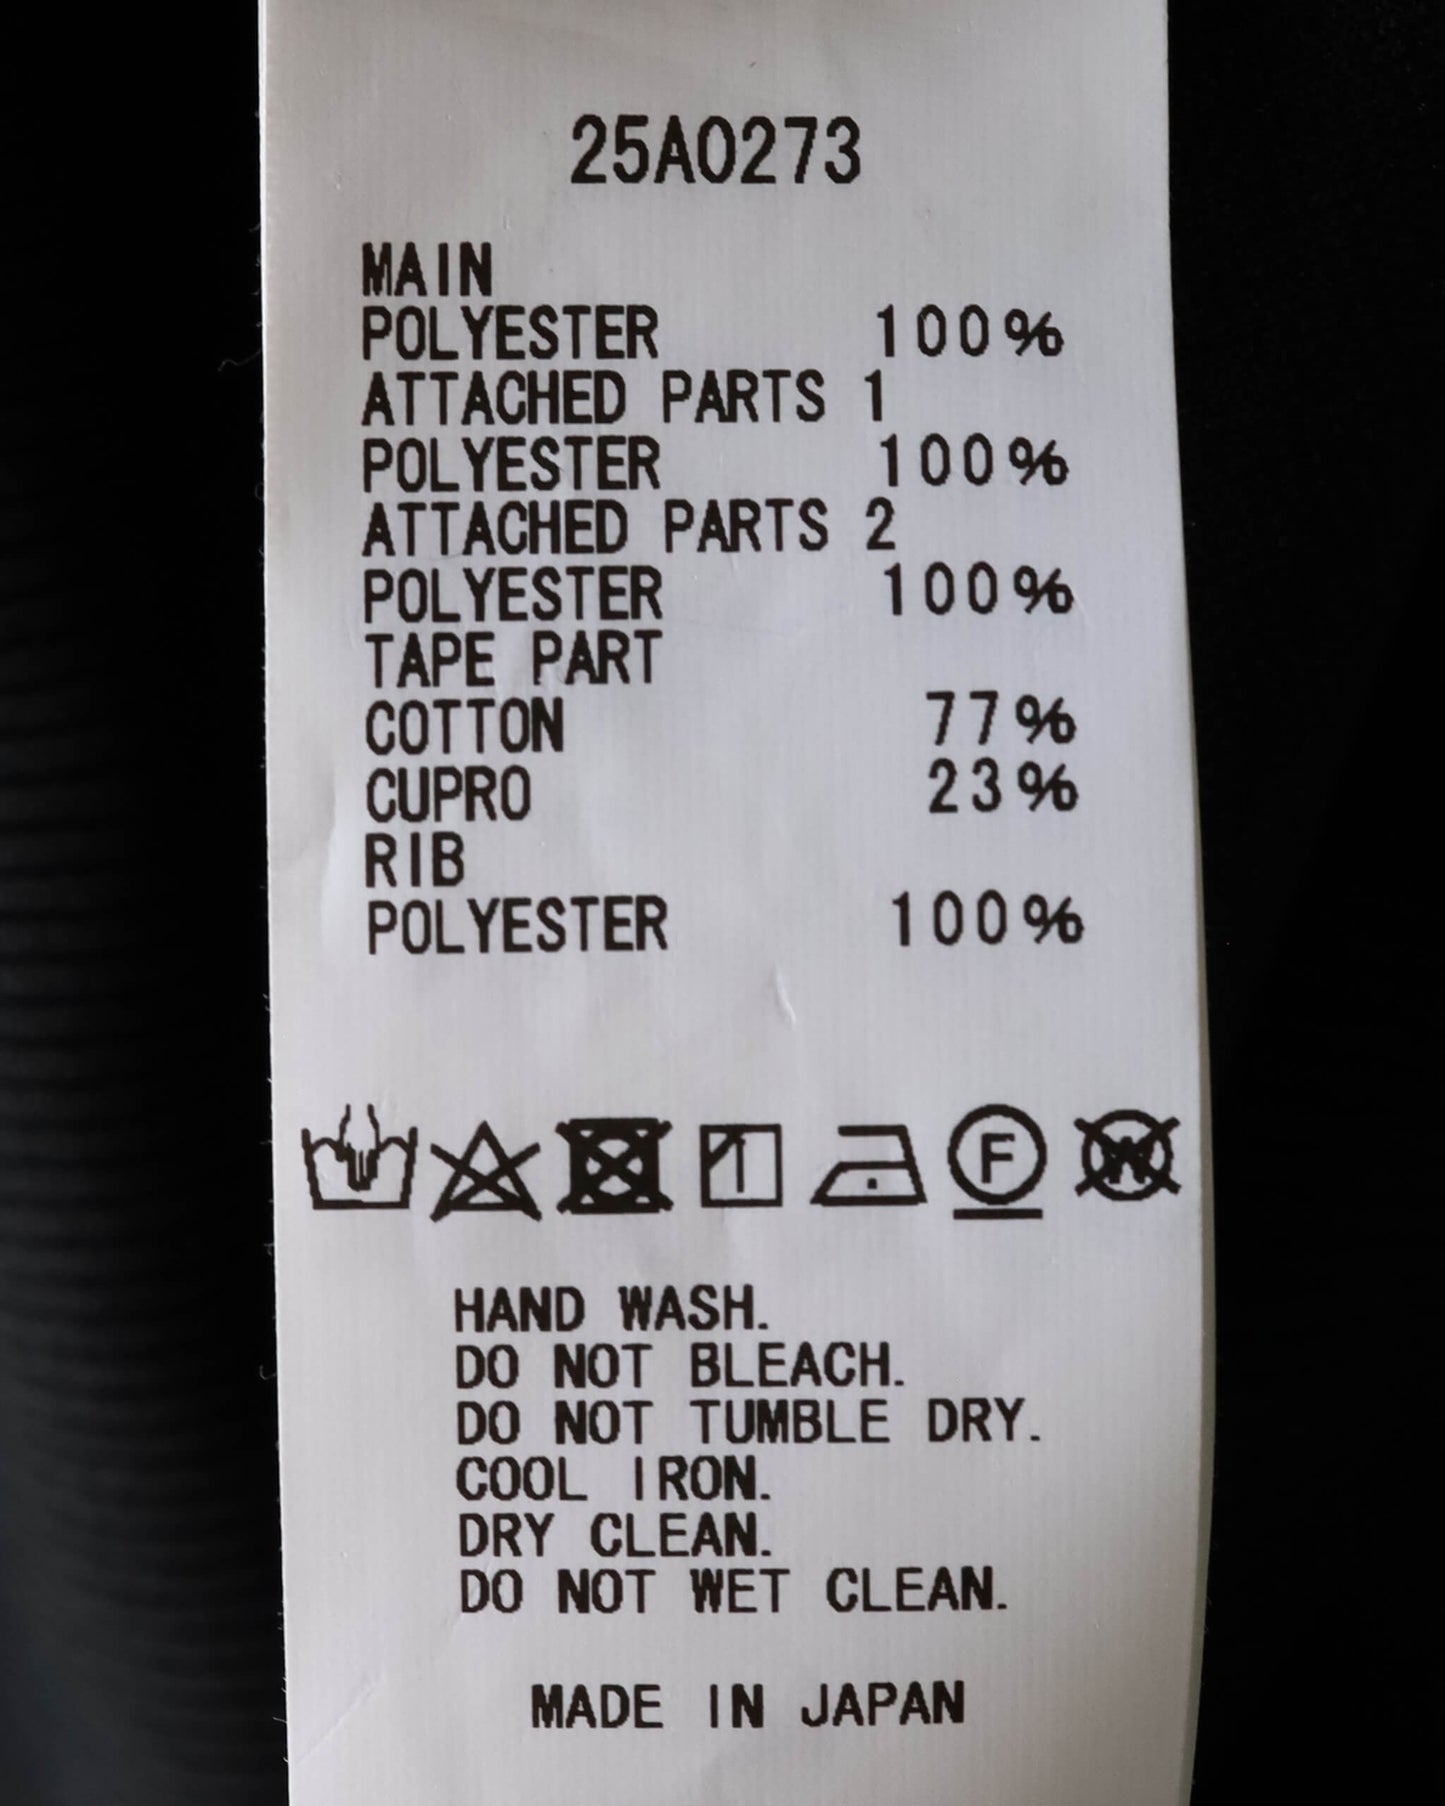 25A0273
MAIN
POLYESTER 100%
ATTACHED PARTS 1
POLYESTER 100%
ATTACHED PARTS 2
POLYESTER 100%
TAPE PART
COTTON 77%
CUPRO 23%
RIB
POLYESTER 100%
F W
HAND WASH.
DO NOT BLEACH.
DO NOT TUMBLE DRY.
COOL IRON.
DRY CLEAN.
DO NOT WET CLEAN.
MADE IN JAPAN